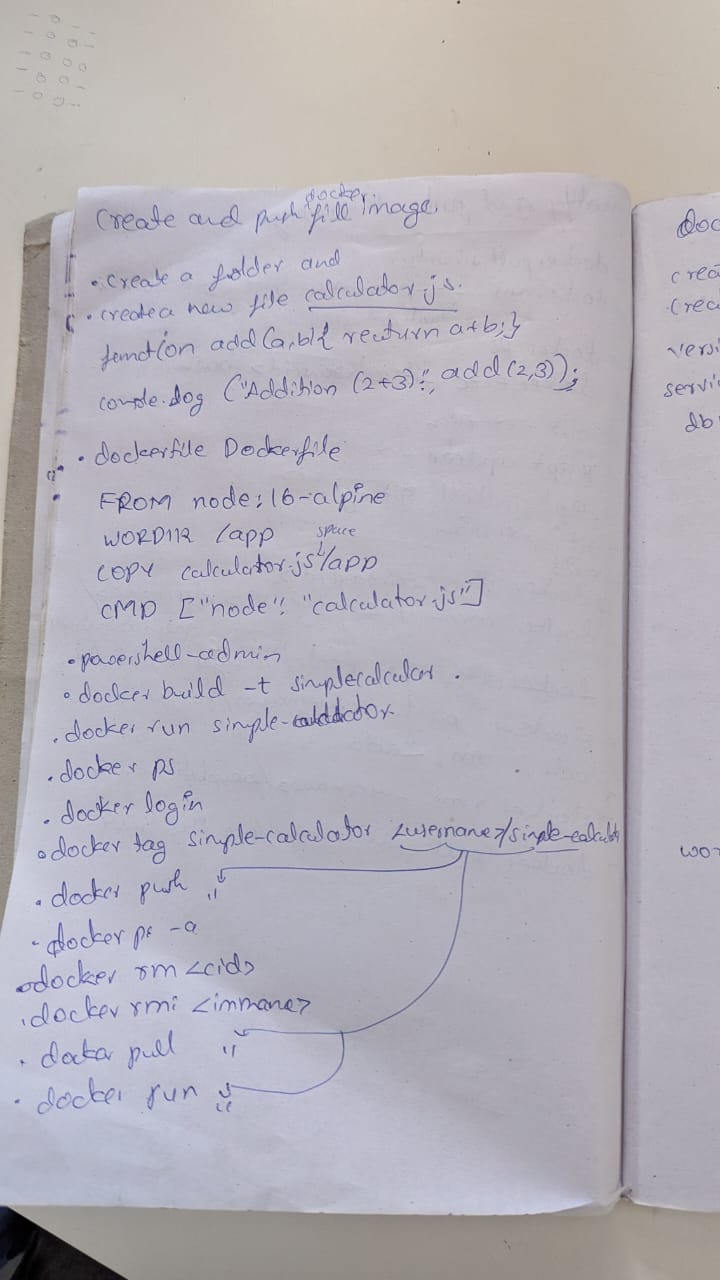 Create and push docker file Image.
• Create a folder and
• create a new file calculator.js.
function add(a,b){ return a+b;}
console.log ("Addition (2+3):", add(2,3));
• dockerfile Dockerfile
FROM node:16-alpine
WORDIR /app
space
COPY calculator.js /app
CMD ["node", "calculator.js"]
• powershell-admin
• docker build -t simplecalculator .
• docker run simple-calculator
• docker ps
• docker login
• docker tag simple-calculator <username>/simple-calculator
• docker push "
• docker ps -a
• docker rm <cid>
• docker rmi <immane>
• docker pull "
• docker run "
doc
crea
Crea
versi
servi
db
wor